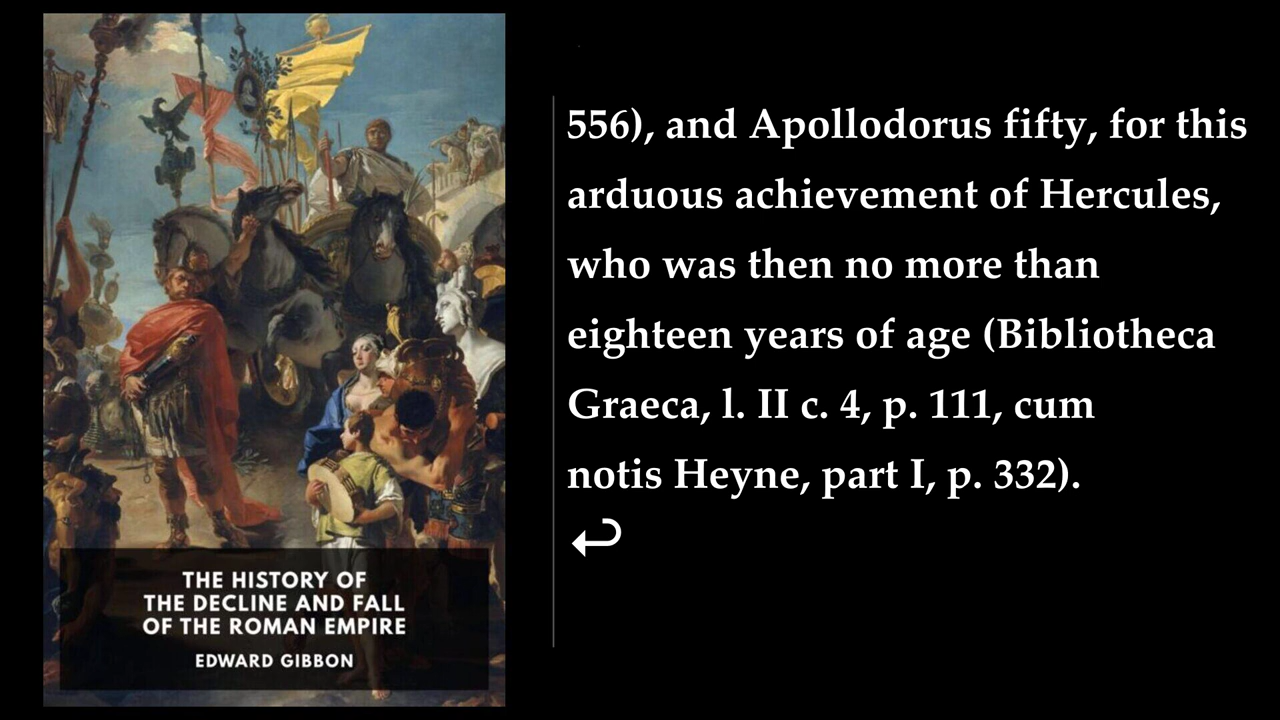 THE HISTORY OF
THE DECLINE AND FALL
OF THE ROMAN EMPIRE
EDWARD GIBBON
556), and Apollodorus fifty, for this
arduous achievement of Hercules,
who was then no more than
eighteen years of age (Bibliotheca
Graeca, l. II c. 4, p. 111, cum
notis Heyne, part I, p. 332).
↩